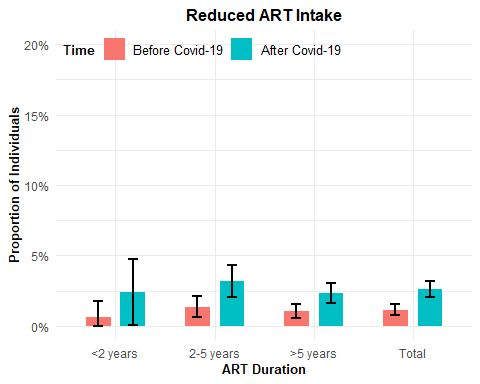 Reduced ART Intake
Time Before Covid-19 After Covid-19
20%
15%
10%
5%
0%
Proportion of Individuals
<2 years 2-5 years >5 years Total
ART Duration